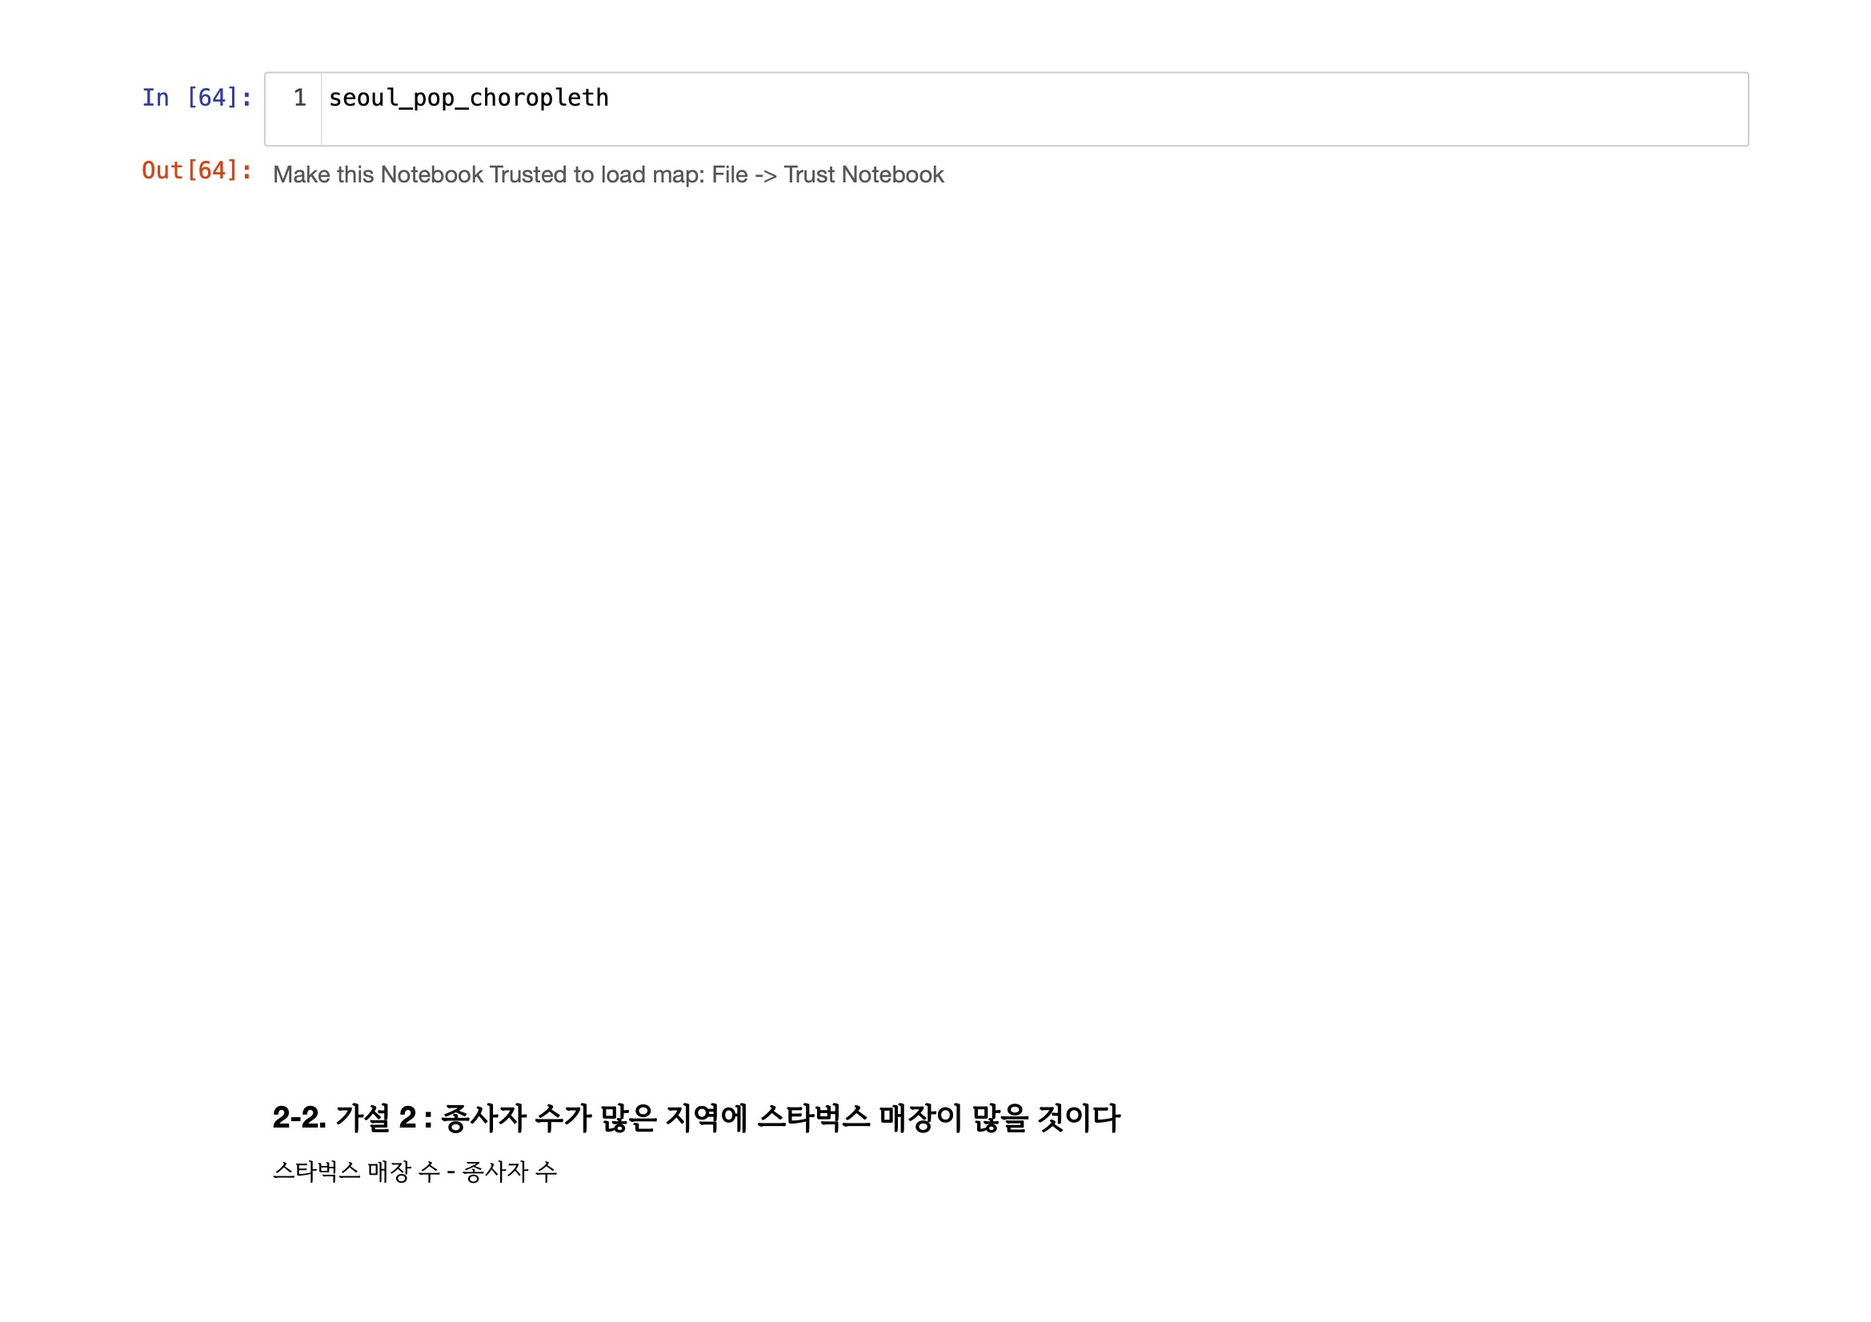 In [64]: 1 seoul_pop_choropleth
Out[64]: Make this Notebook Trusted to load map: File -> Trust Notebook
2-2. 가설 2 : 종사자 수가 많은 지역에 스타벅스 매장이 많을 것이다
스타벅스 매장 수 - 종사자 수